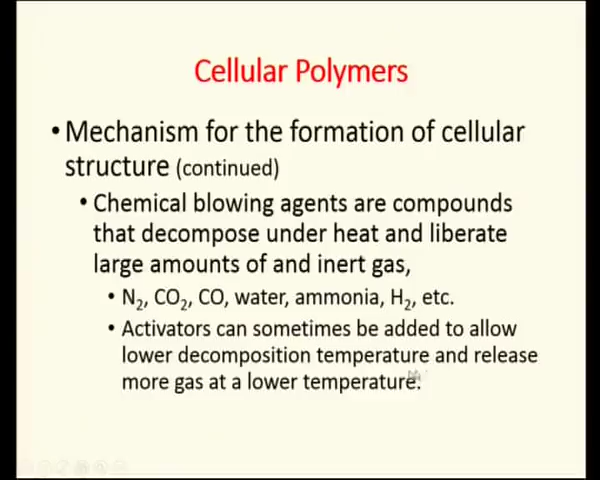 Cellular Polymers
• Mechanism for the formation of cellular
structure (continued)
• Chemical blowing agents are compounds
that decompose under heat and liberate
large amounts of and inert gas,
• N₂, CO₂, CO, water, ammonia, H₂, etc.
• Activators can sometimes be added to allow
lower decomposition temperature and release
more gas at a lower temperature.